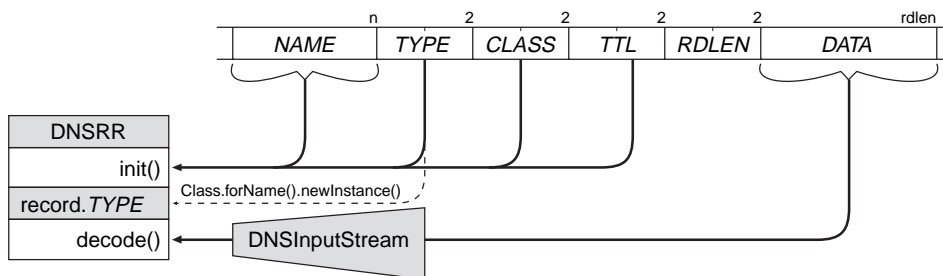 n 2 2 2 2 rdlen
NAME TYPE CLASS TTL RDLEN DATA
DNSRR
init()
Class.forName().newInstance()
record.TYPE
decode()
DNSInputStream